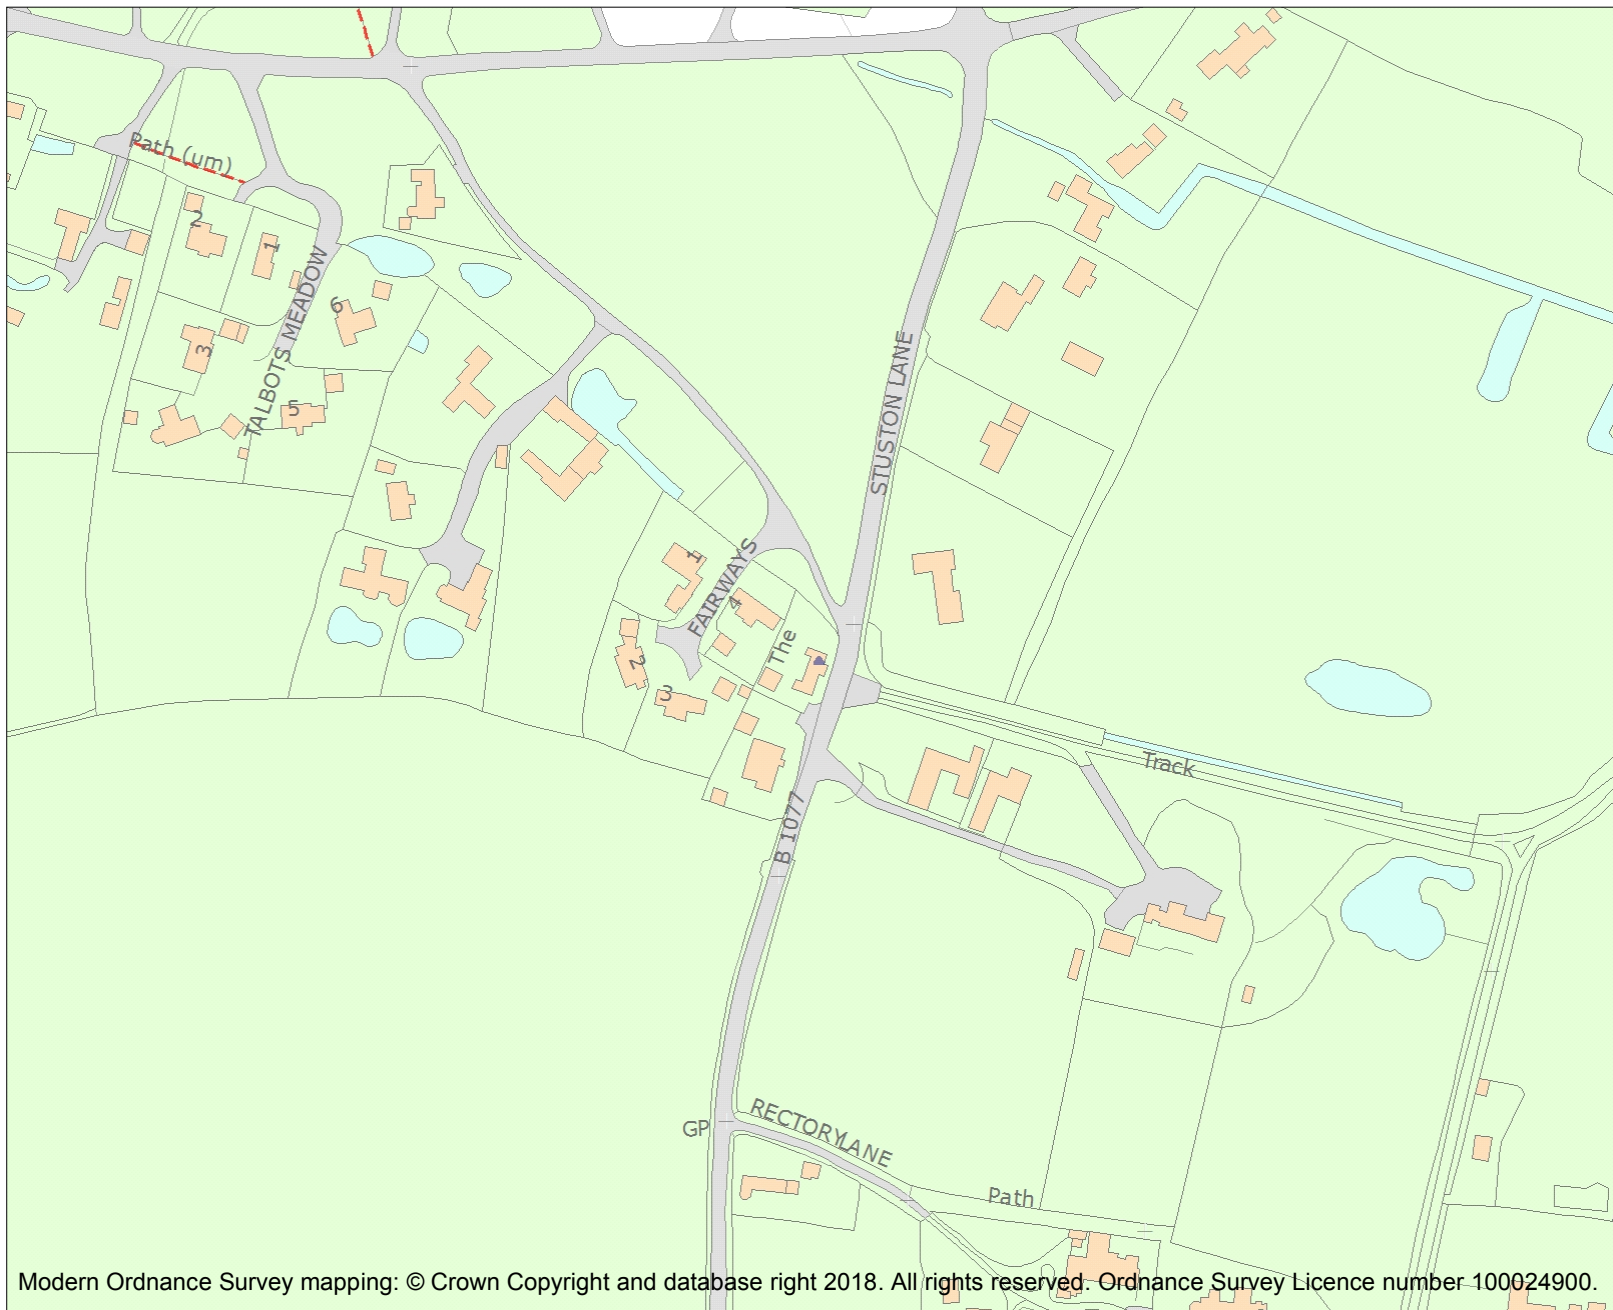 Path (um)
2
1
TALBOTS MEADOW
6
3
5
STUSTON LANE
1
FAIRWAYS
4
The
2
3
Track
B 1077
RECTORY LANE
GP
Path
Modern Ordnance Survey mapping: © Crown Copyright and database right 2018. All rights reserved. Ordnance Survey Licence number 100024900.